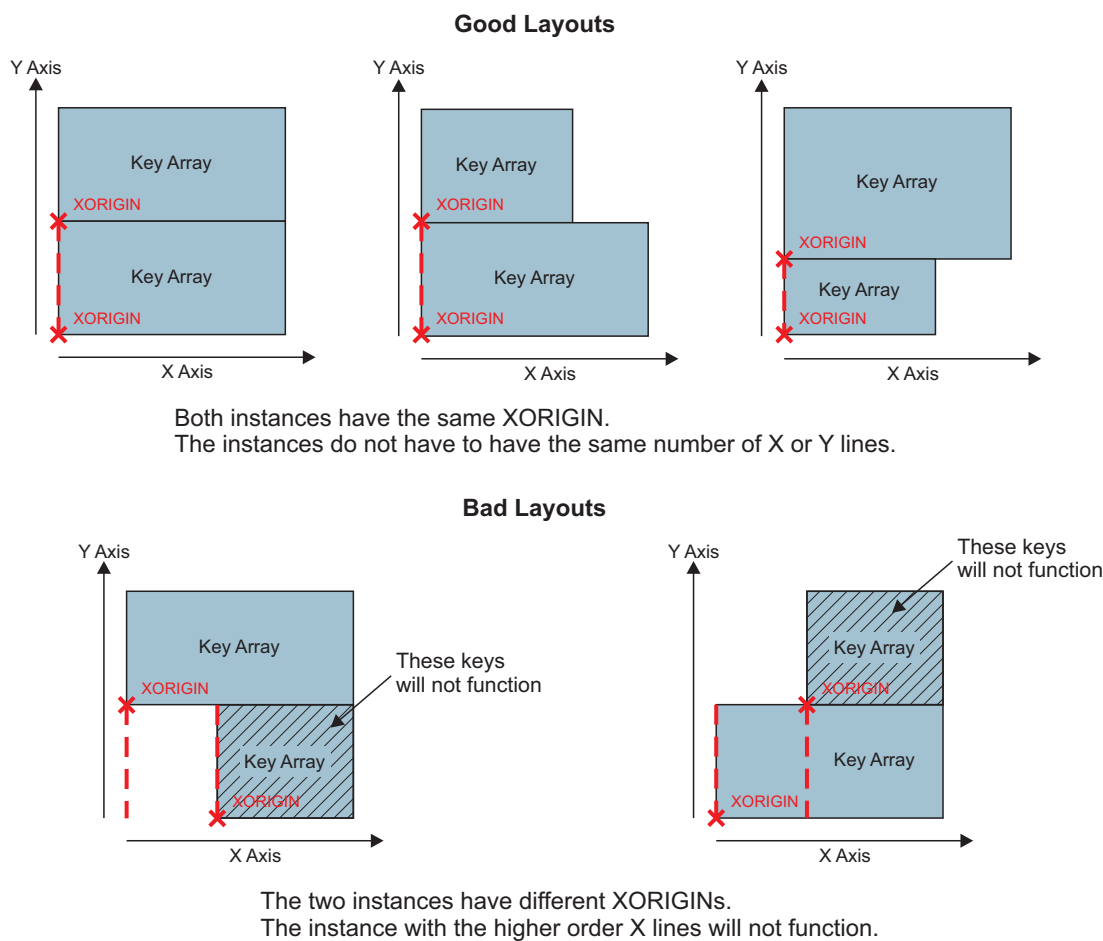 Good Layouts
Y Axis
Y Axis
Y Axis
Key Array
XORIGIN
Key Array
XORIGIN
X Axis
Key Array
XORIGIN
Key Array
XORIGIN
X Axis
Key Array
XORIGIN
Key Array
XORIGIN
X Axis
Both instances have the same XORIGIN.
The instances do not have to have the same number of X or Y lines.
Bad Layouts
Y Axis
Key Array
XORIGIN
These keys
will not function
Key Array
XORIGIN
X Axis
Y Axis
These keys
will not function
Key Array
XORIGIN
Key Array
XORIGIN
X Axis
The two instances have different XORIGINs.
The instance with the higher order X lines will not function.